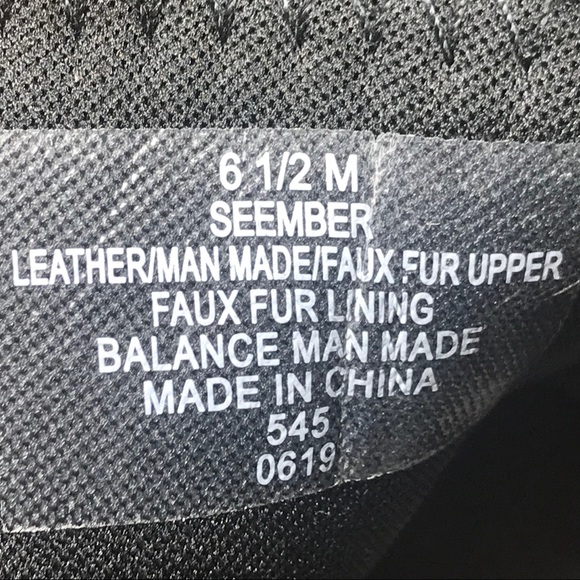 6 1/2 M
SEEMBER
LEATHER/MAN MADE/FAUX FUR UPPER
FAUX FUR LINING
BALANCE MAN MADE
MADE IN CHINA
545
0619